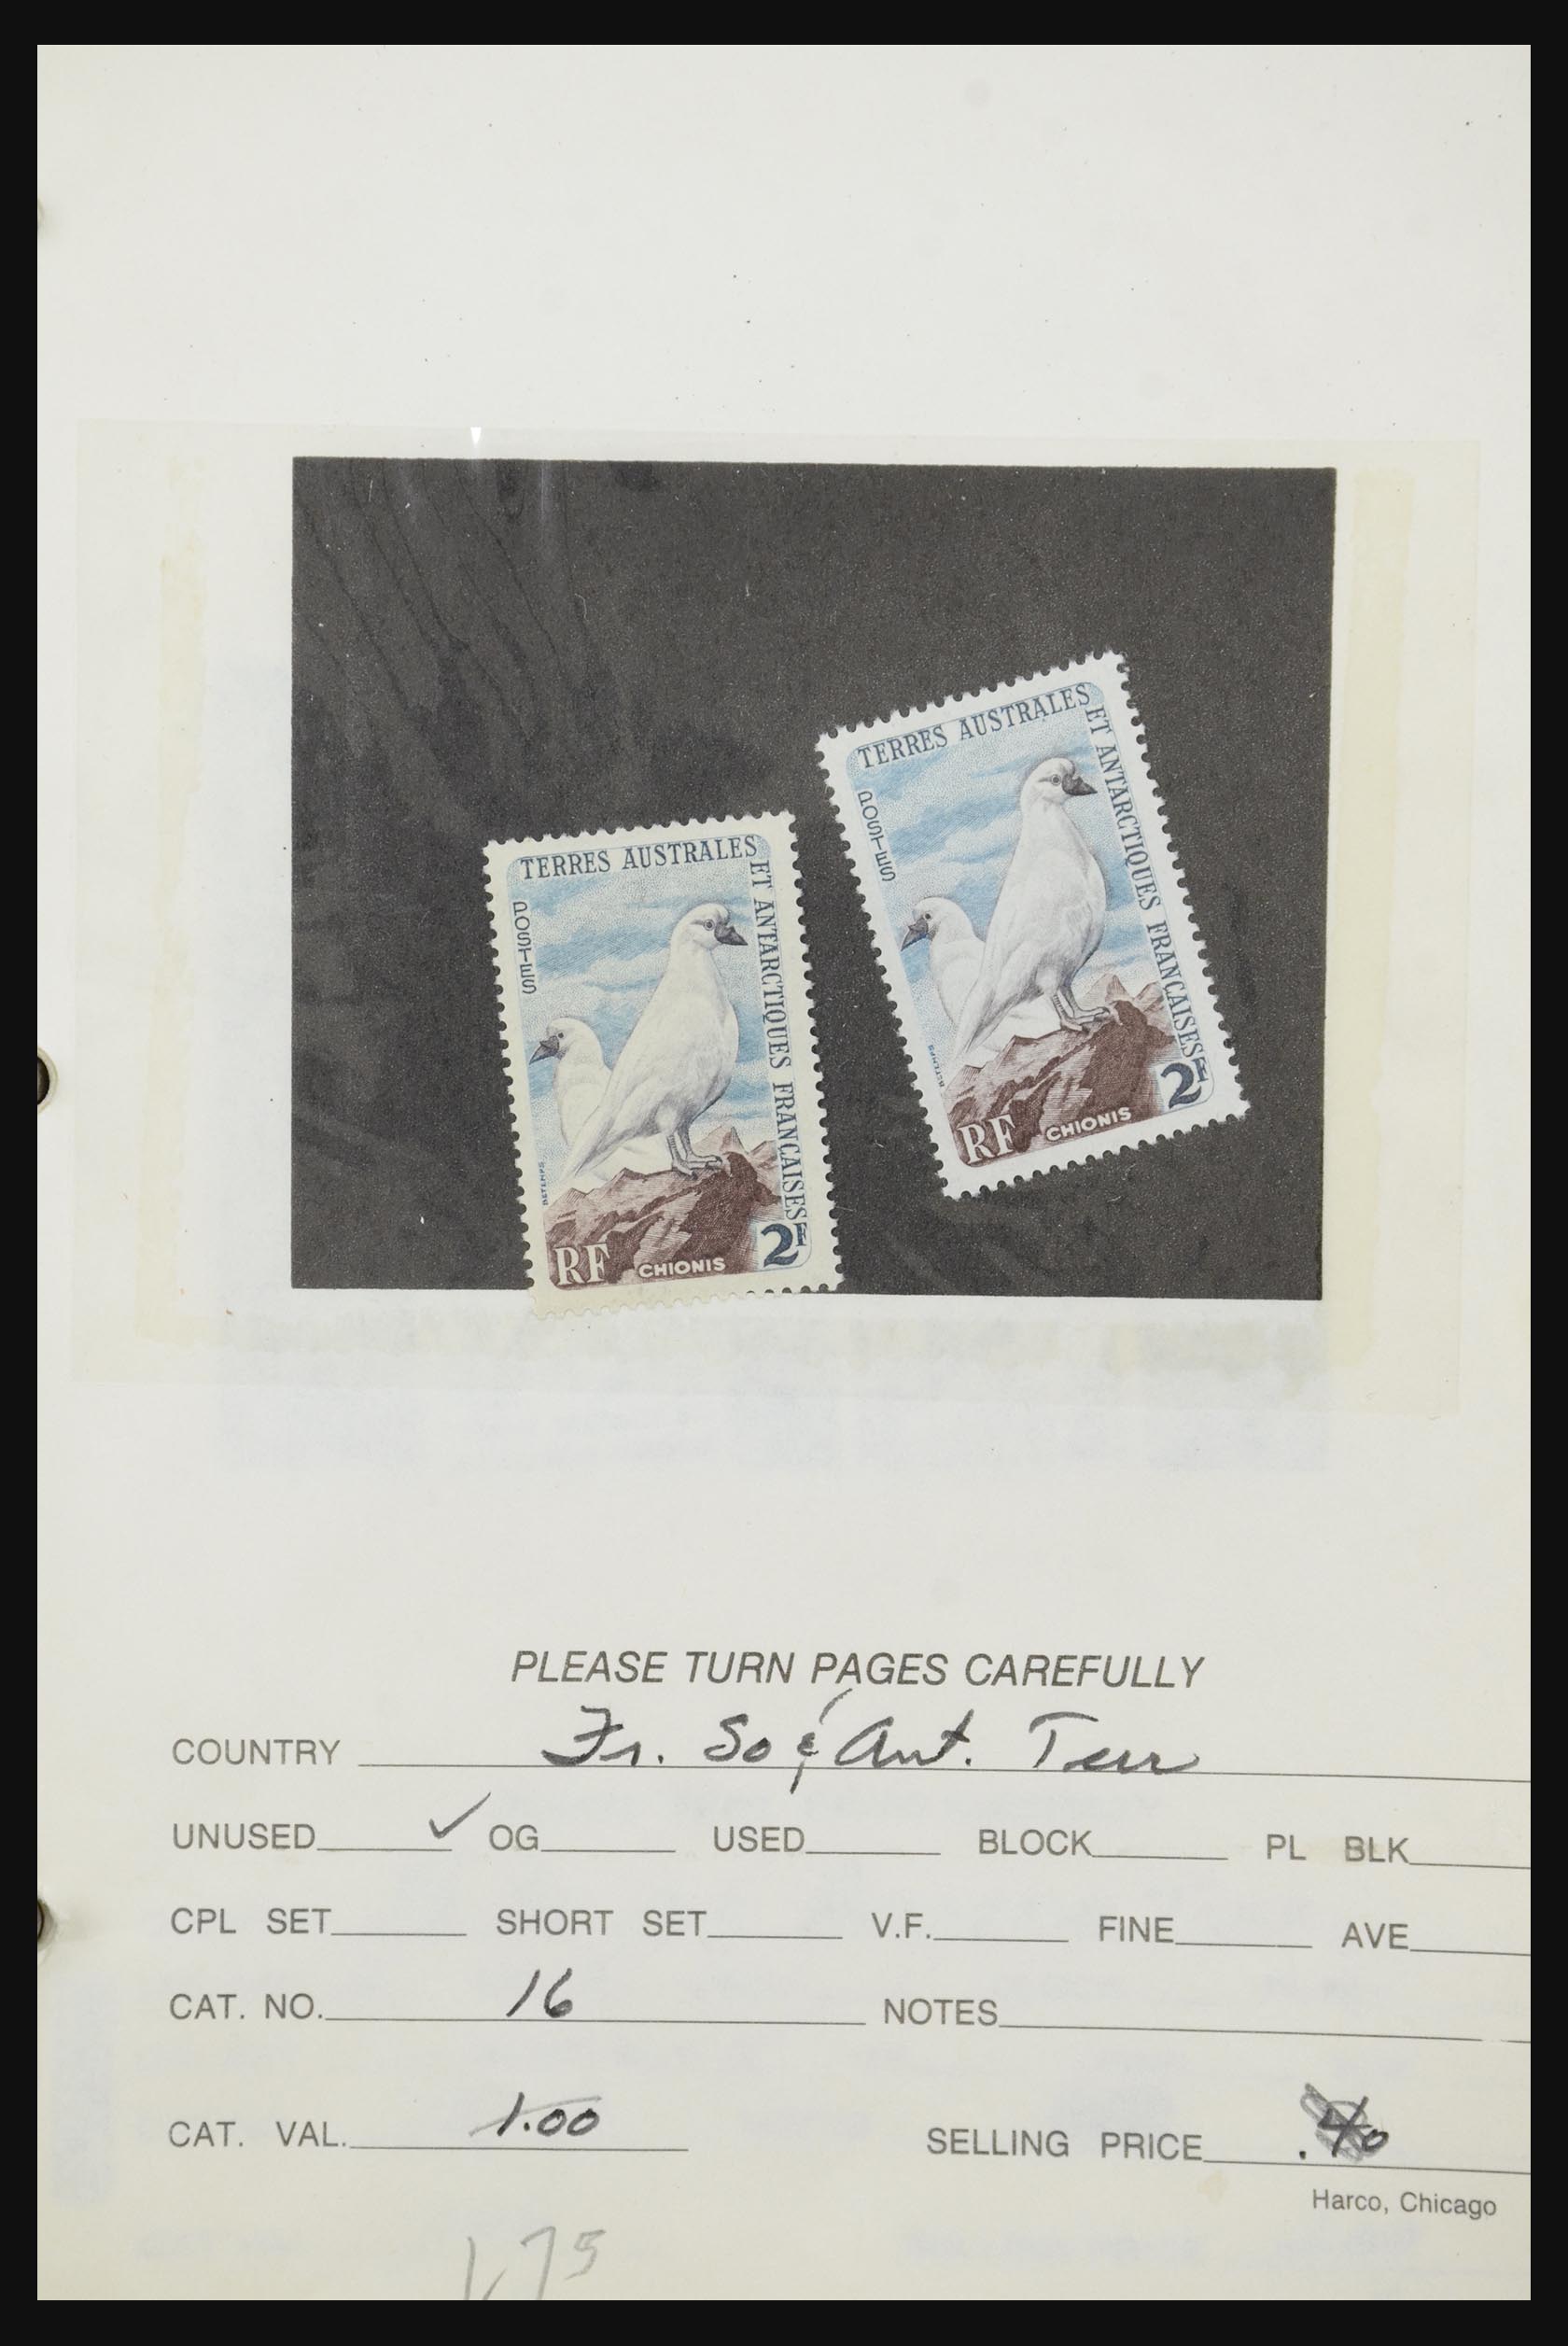 TERRES AUSTRALES
ET ANTARCTIQUES FRANÇAISES
POSTES
BETEMPS
RF CHIONIS 2F
TERRES AUSTRALES
ET ANTARCTIQUES FRANÇAISES
POSTES
BETEMPS
RF CHIONIS 2F
PLEASE TURN PAGES CAREFULLY
COUNTRY Fr. So & Ant. Terr
UNUSED ✓ OG USED BLOCK PL BLK
CPL SET SHORT SET V.F. FINE AVE
CAT. NO. 16 NOTES
CAT. VAL. 1.00 SELLING PRICE .40
Harco, Chicago
1.75